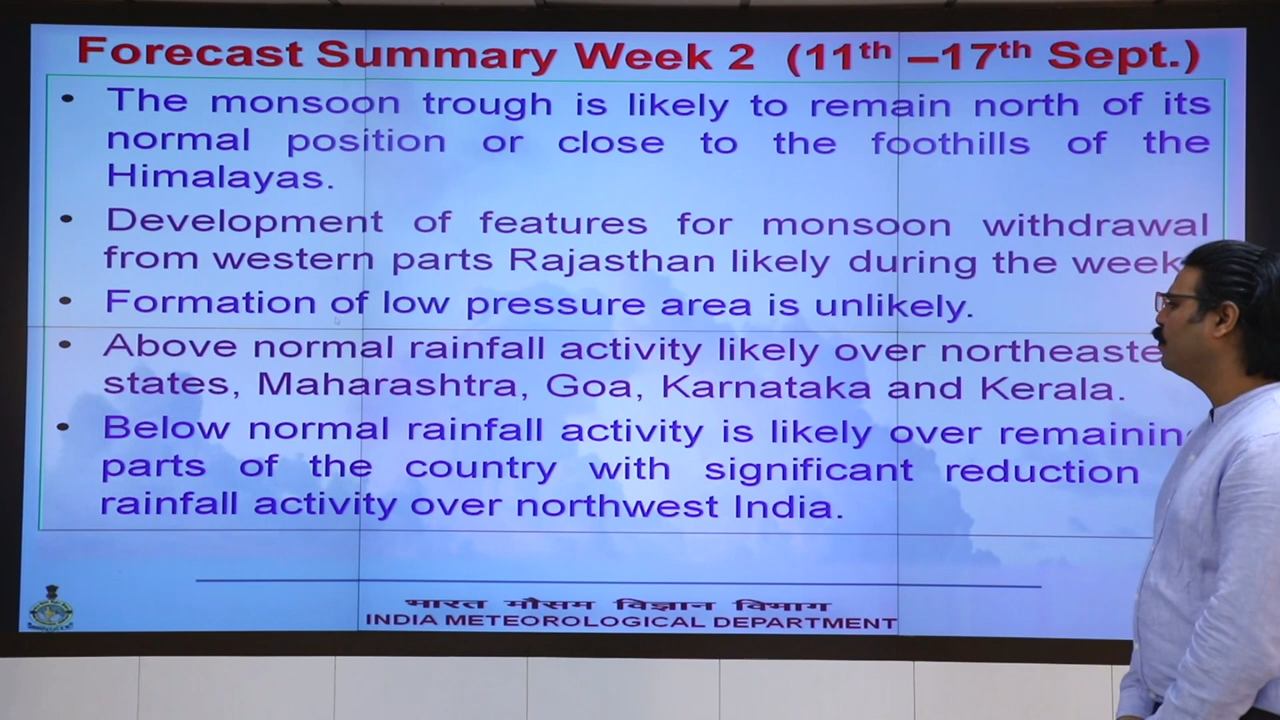 Forecast Summary Week 2 (11th –17th Sept.)
• The monsoon trough is likely to remain north of its
normal position or close to the foothills of the
Himalayas.
• Development of features for monsoon withdrawal
from western parts Rajasthan likely during the week
• Formation of low pressure area is unlikely.
• Above normal rainfall activity likely over
states, Maharashtra, Goa, Karnataka and Kerala.
• Below normal rainfall activity is likely over
parts of the country with significant reduction
rainfall activity over northwest India.
भारत मौसम विज्ञान विभाग
INDIA METEOROLOGICAL DEPARTMENT